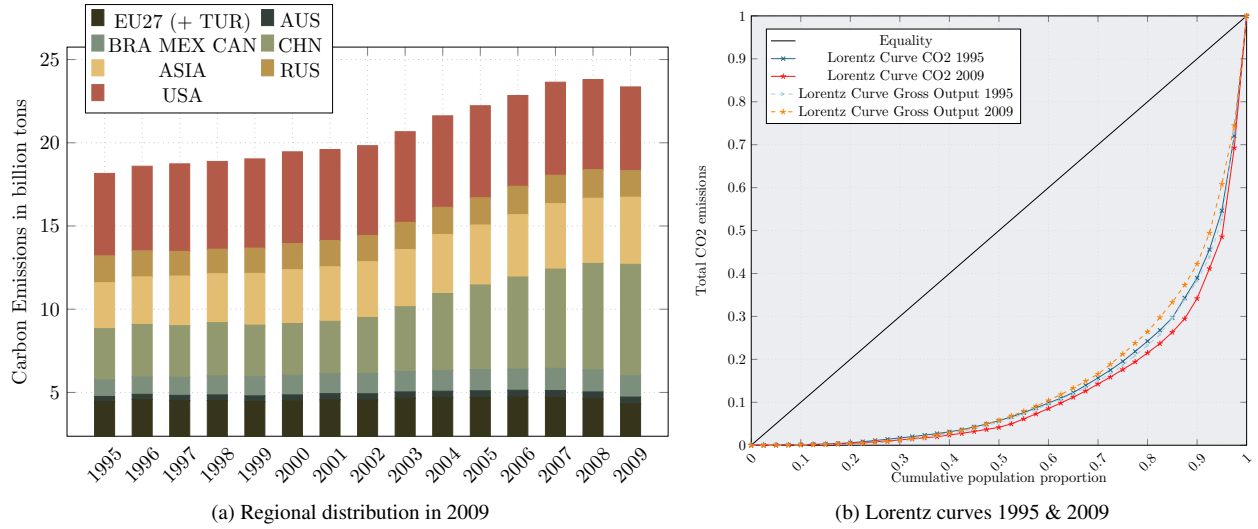 EU27 (+ TUR)
AUS
BRA MEX CAN
CHN
ASIA
RUS
USA
Carbon Emissions in billion tons
25
20
15
10
5
1995
1996
1997
1998
1999
2000
2001
2002
2003
2004
2005
2006
2007
2008
2009
(a) Regional distribution in 2009
Equality
Lorentz Curve CO2 1995
Lorentz Curve CO2 2009
Lorentz Curve Gross Output 1995
Lorentz Curve Gross Output 2009
Total CO2 emissions
1
0.9
0.8
0.7
0.6
0.5
0.4
0.3
0.2
0.1
0
0
0.1
0.2
0.3
0.4
0.5
0.6
0.7
0.8
0.9
1
Cumulative population proportion
(b) Lorentz curves 1995 & 2009